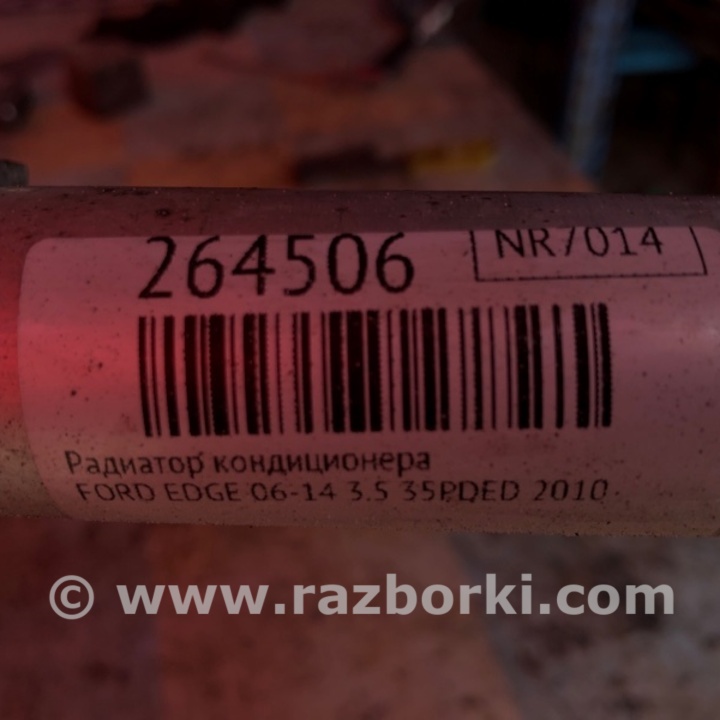 264506
NR7014
Радиатор кондиционера
FORD EDGE 06-14 3.5 35PDED 2010
© www.razborki.com